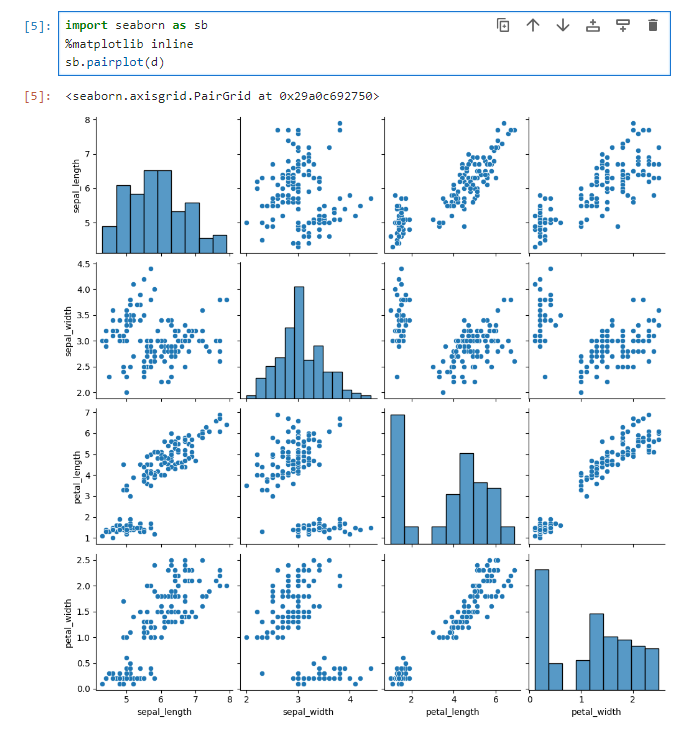 [5]: import seaborn as sb
%matplotlib inline
sb.pairplot(d)
[5]: <seaborn.axisgrid.PairGrid at 0x29a0c692750>
8
7
6
5
sepal_length
4.5
4.0
3.5
3.0
2.5
2.0
sepal_width
7
6
5
4
3
2
1
petal_length
2.5
2.0
1.5
1.0
0.5
0.0
petal_width
5 6 7 8 2 3 4 2 4 6 0 1 2
sepal_length sepal_width petal_length petal_width